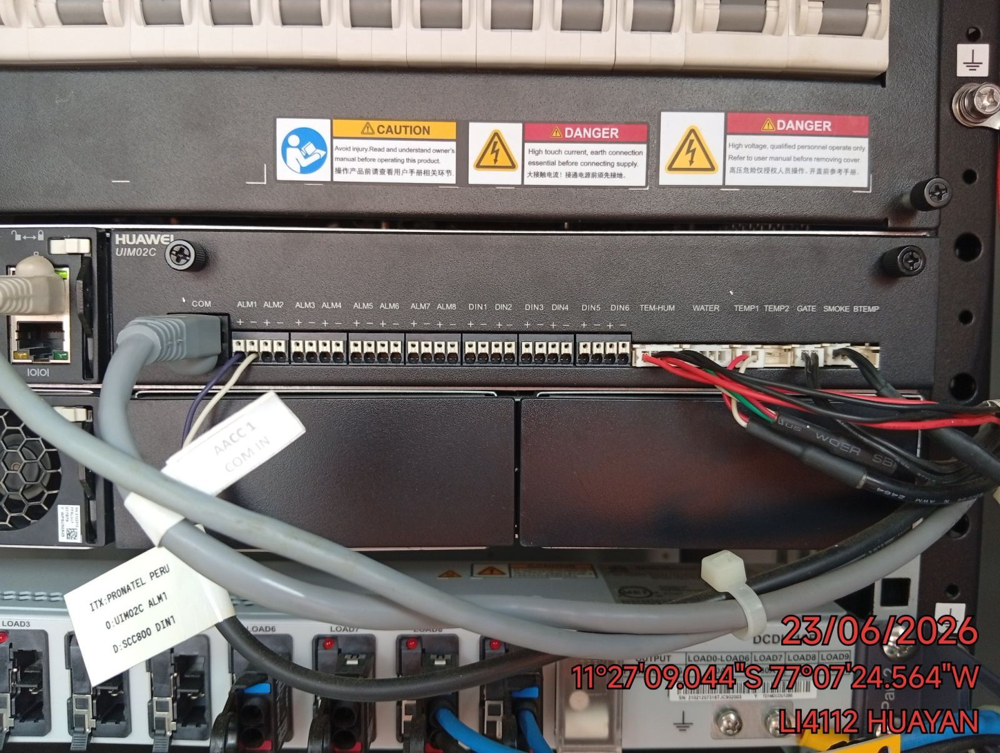 CAUTION
Avoid injury.Read and understand owner's
manual before operating this product.
操作产品前请查看用户手册相关环节.
DANGER
High touch current, earth connection
essential before connecting supply.
大接触电流！接通电源前须先接地。
DANGER
High voltage, qualified personnel operate only.
Refer to user manual before removing cover.
高压危险仅授权人员操作。开盖前参考手册。
HUAWEI
UIM02C
COM
ALM1 ALM2 ALM3 ALM4 ALM5 ALM6 ALM7 ALM8 DIN1 DIN2 DIN3 DIN4 DIN5 DIN6 TEM-HUM WATER TEMP1 TEMP2 GATE SMOKE BTEMP
+ − + − + − + − + − + − + − + − + − + − + − + − + − + −
|O|O|
AACC 1
COM IN
WOER
AWM 2464
ITX:PRONATEL PERU
O:UIM02C ALM1
D:SCC800 DIN1
LOAD3
LOAD6
LOAD7
LOAD8
OUTPUT LOAD0-LOAD6 LOAD7 LOAD8 LOAD9
23/06/2026
11°27'09.044"S 77°07'24.564"W
LI4112 HUAYAN